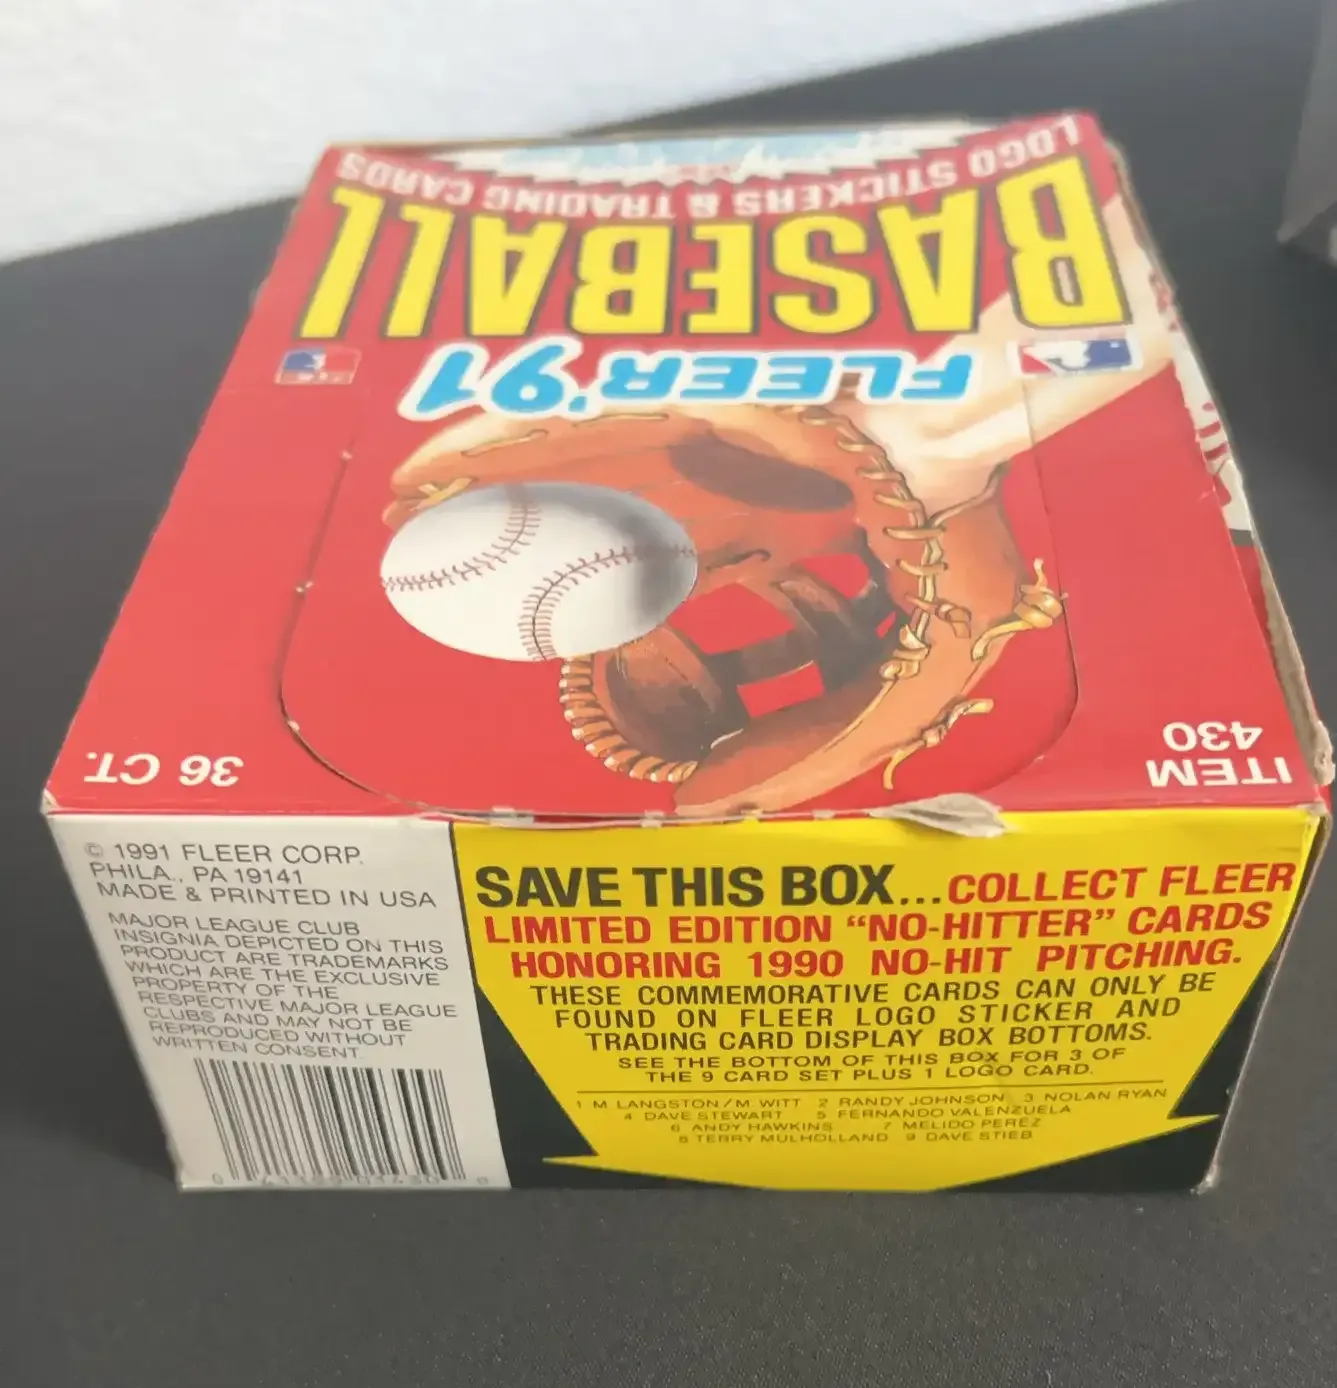 LOGO STICKERS & TRADING CARDS
BASEBALL
FLEER '91
36 CT.
ITEM
430
© 1991 FLEER CORP.
PHILA., PA 19141
MADE & PRINTED IN USA
MAJOR LEAGUE CLUB
INSIGNIA DEPICTED ON THIS
PRODUCT ARE TRADEMARKS
WHICH ARE THE EXCLUSIVE
PROPERTY OF THE
RESPECTIVE MAJOR LEAGUE
CLUBS AND MAY NOT BE
REPRODUCED WITHOUT
WRITTEN CONSENT.
SAVE THIS BOX...COLLECT FLEER
LIMITED EDITION “NO-HITTER” CARDS
HONORING 1990 NO-HIT PITCHING.
THESE COMMEMORATIVE CARDS CAN ONLY BE
FOUND ON FLEER LOGO STICKER AND
TRADING CARD DISPLAY BOX BOTTOMS.
SEE THE BOTTOM OF THIS BOX FOR 3 OF
THE 9 CARD SET PLUS 1 LOGO CARD.
1 M. LANGSTON/M. WITT 2 RANDY JOHNSON 3 NOLAN RYAN
4 DAVE STEWART 5 FERNANDO VALENZUELA
6 ANDY HAWKINS 7 MELIDO PEREZ
8 TERRY MULHOLLAND 9 DAVE STIEB